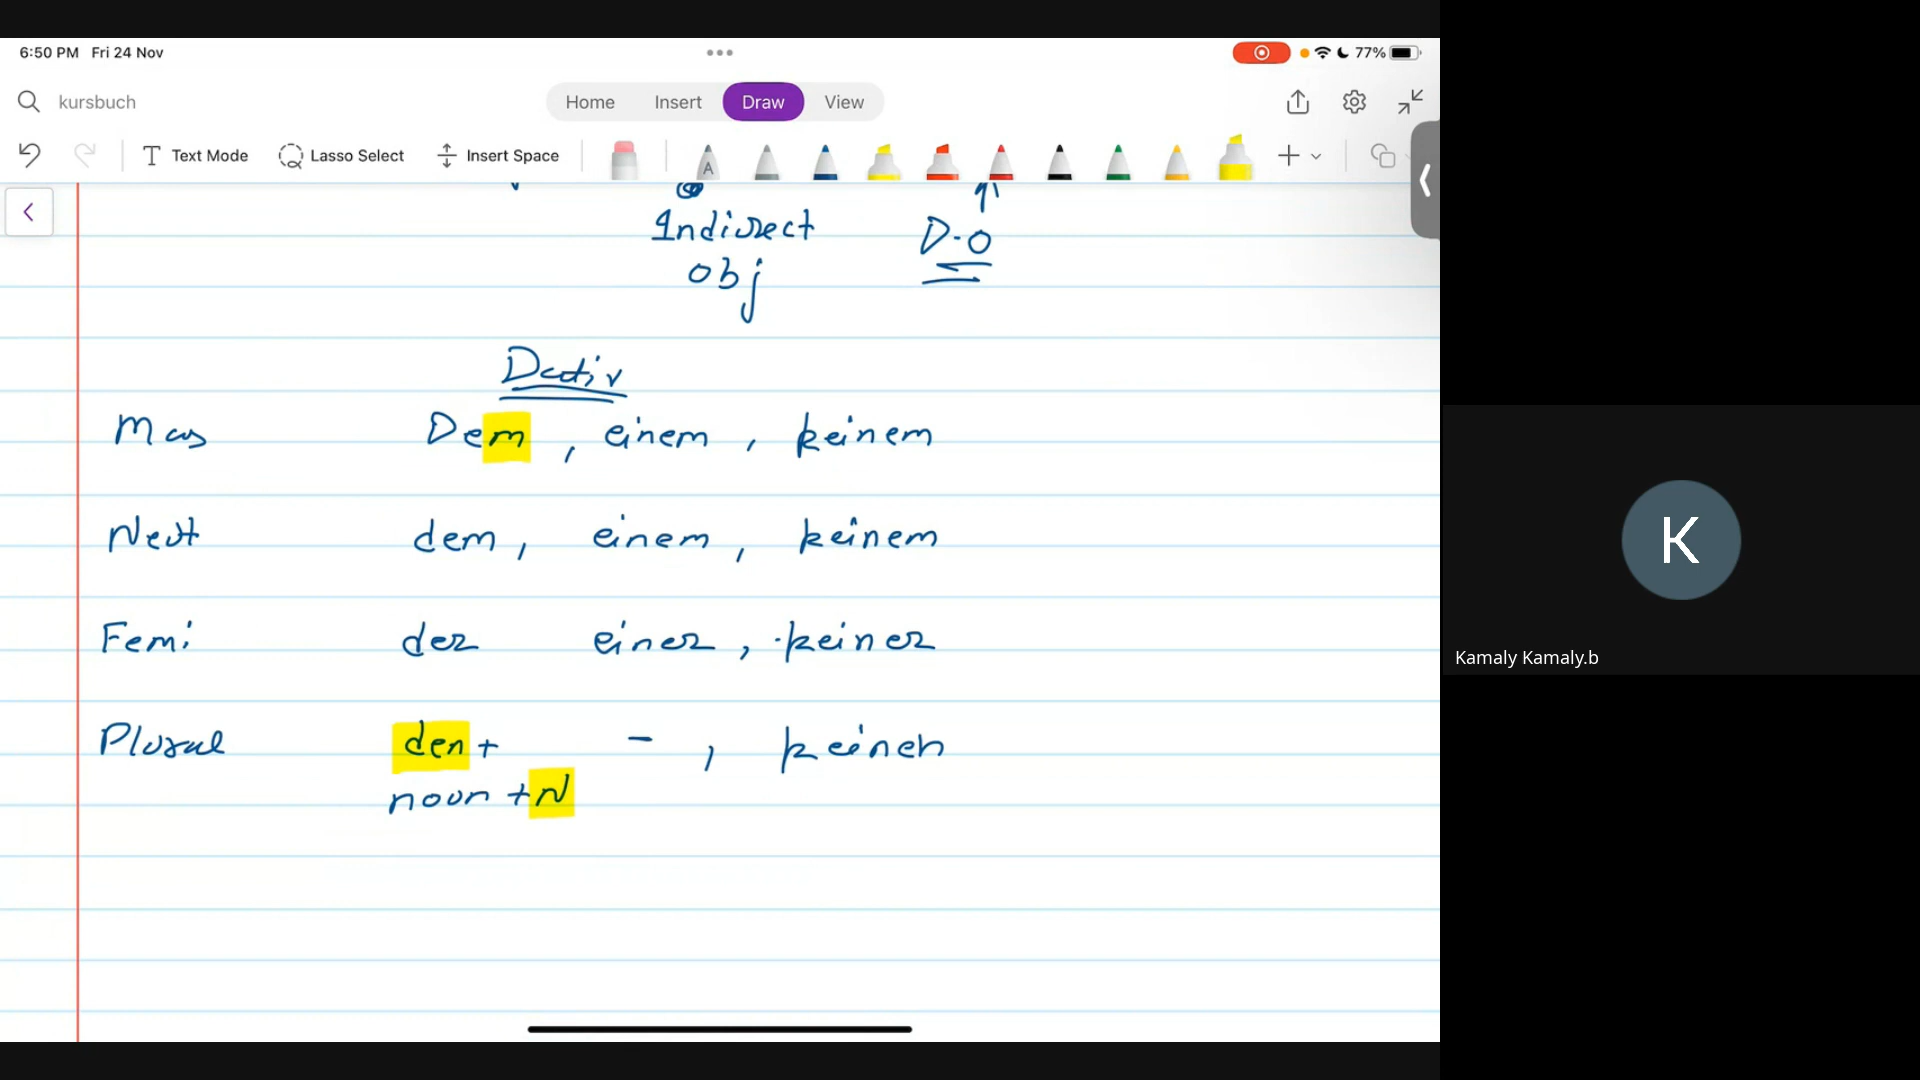 6:50 PM Fri 24 Nov
77%
kursbuch
Home Insert Draw View
Text Mode Lasso Select Insert Space
A
Indirect D.O
obj
Dativ
Mas Dem, einem, keinem
Neut dem, einem, keinem
Femi der einer, keiner
Plural den+ - , keinen
noun + N
K
Kamaly Kamaly.b